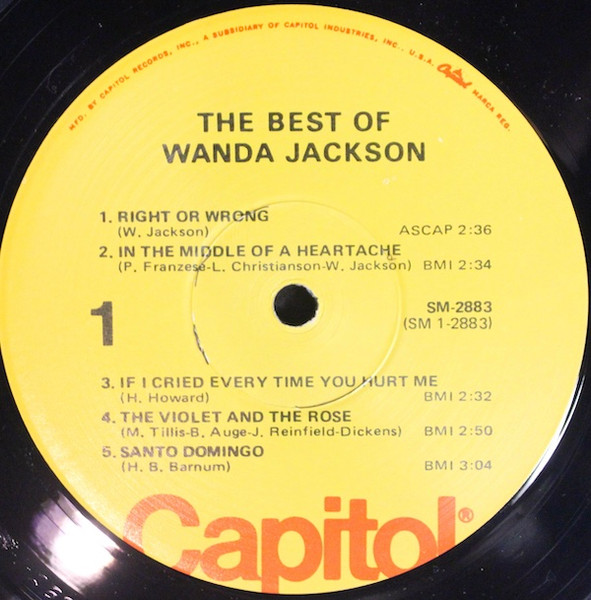 MFD. BY CAPITOL RECORDS, INC., A SUBSIDIARY OF CAPITOL INDUSTRIES, INC., U.S.A. Capitol MARCA REG.
THE BEST OF
WANDA JACKSON
1. RIGHT OR WRONG
(W. Jackson) ASCAP 2:36
2. IN THE MIDDLE OF A HEARTACHE
(P. Franzese-L. Christianson-W. Jackson) BMI 2:34
1
SM-2883
(SM 1-2883)
3. IF I CRIED EVERY TIME YOU HURT ME
(H. Howard) BMI 2:32
4. THE VIOLET AND THE ROSE
(M. Tillis-B. Auge-J. Reinfield-Dickens) BMI 2:50
5. SANTO DOMINGO
(H. B. Barnum) BMI 3:04
Capitol®